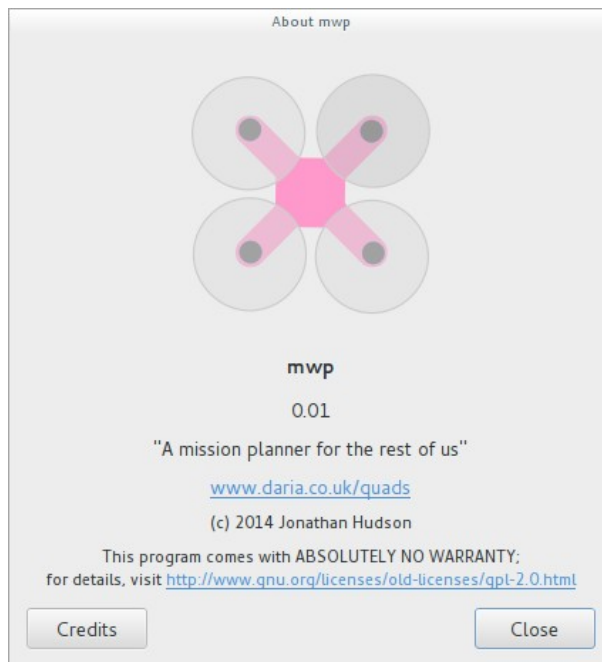 About mwp
mwp
0.01
"A mission planner for the rest of us"
www.daria.co.uk/quads
(c) 2014 Jonathan Hudson
This program comes with ABSOLUTELY NO WARRANTY;
for details, visit http://www.gnu.org/licenses/old-licenses/gpl-2.0.html
Credits
Close